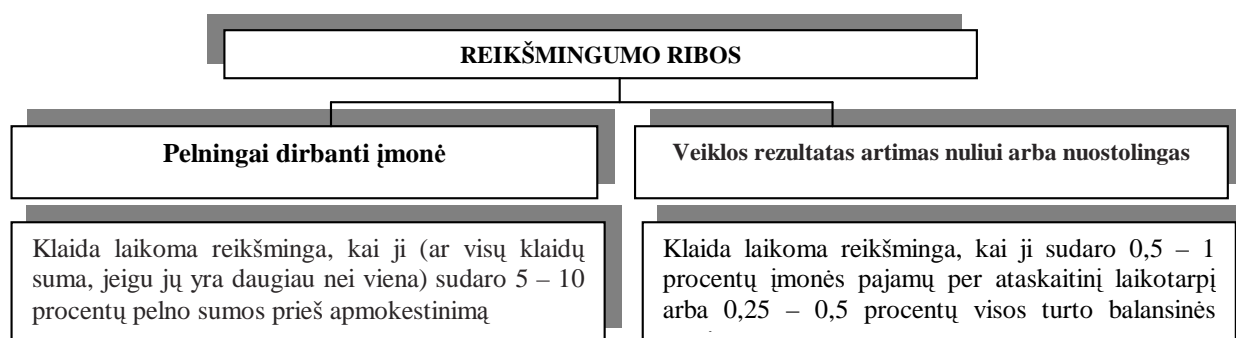 REIKŠMINGUMO RIBOS
Pelningai dirbanti įmonė
Veiklos rezultatas artimas nuliui arba nuostolingas
Klaida laikoma reikšminga, kai ji (ar visų klaidų
suma, jeigu jų yra daugiau nei viena) sudaro 5 – 10
procentų pelno sumos prieš apmokestinimą
Klaida laikoma reikšminga, kai ji sudaro 0,5 – 1
procentų įmonės pajamų per ataskaitinį laikotarpį
arba 0,25 – 0,5 procentų visos turto balansinės